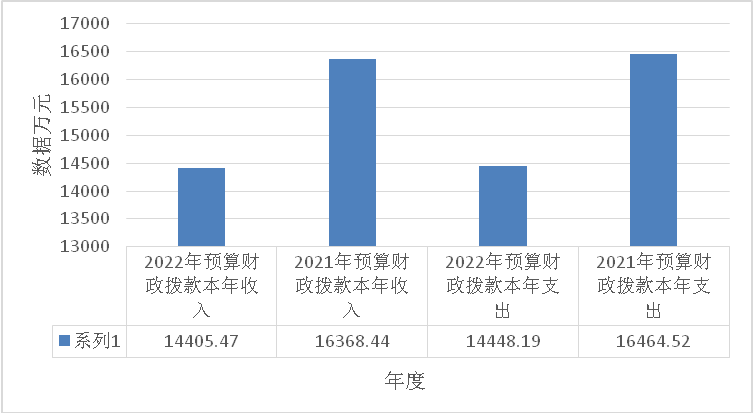 17000
16500
16000
15500
15000
14500
14000
13500
13000
数据万元
2022年预算财
政拨款本年收
入
2021年预算财
政拨款本年收
入
2022年预算财
政拨款本年支
出
2021年预算财
政拨款本年支
出
系列1
14405.47
16368.44
14448.19
16464.52
年度